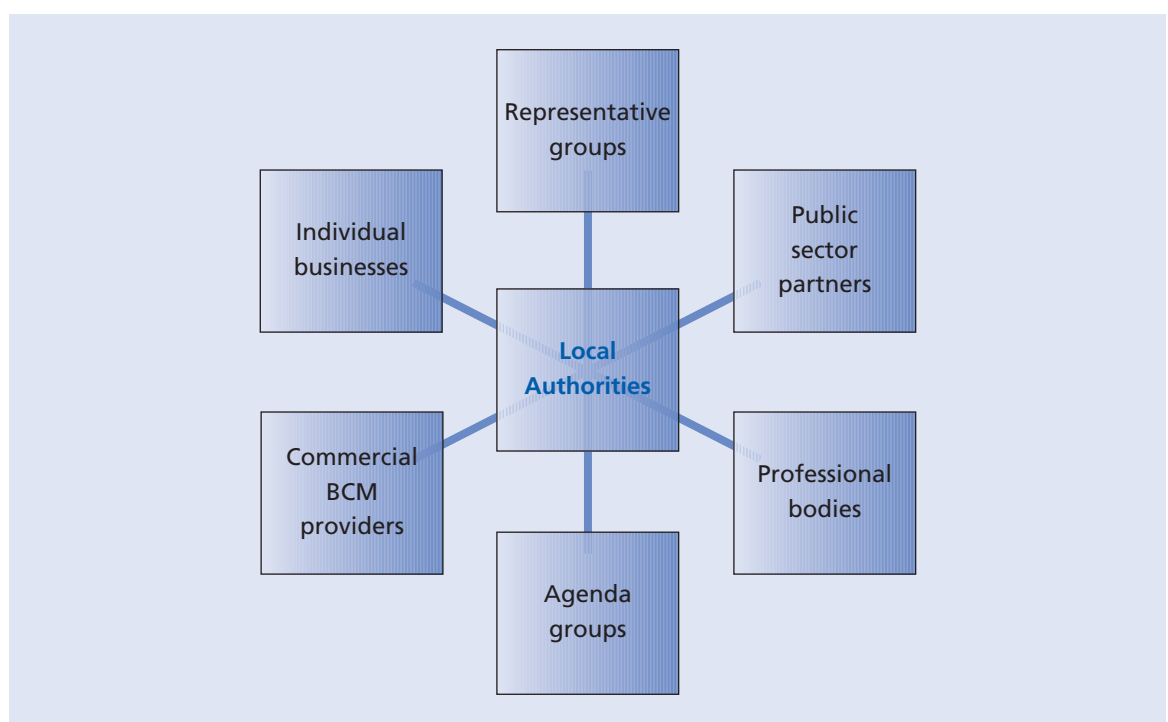 Representative
groups
Individual
businesses
Public
sector
partners
Local
Authorities
Commercial
BCM
providers
Professional
bodies
Agenda
groups